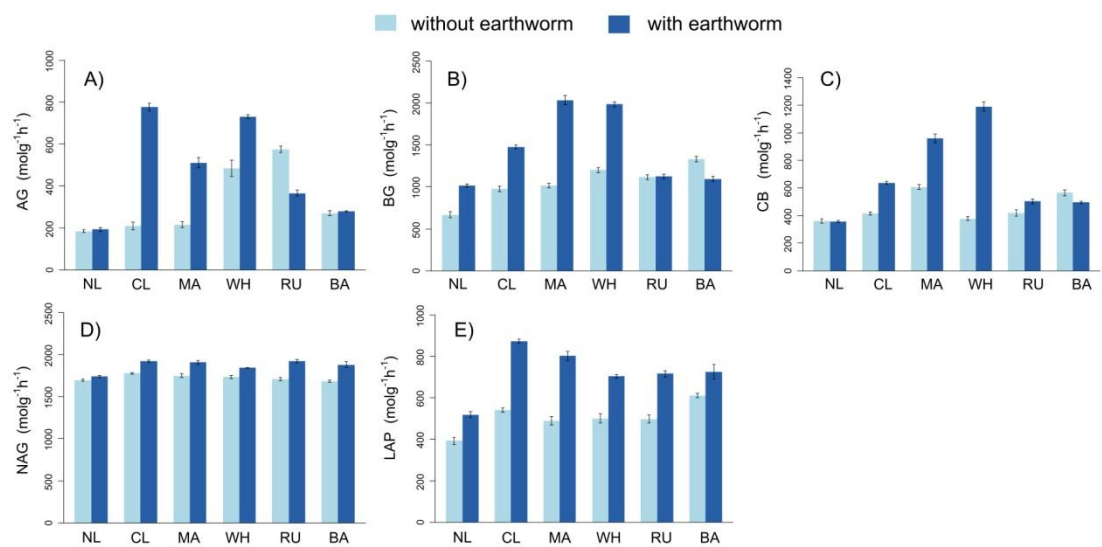 without earthworm with earthworm
A)
AG (molg⁻¹h⁻¹)
0 200 400 600 800 1000
NL CL MA WH RU BA
B)
BG (molg⁻¹h⁻¹)
0 500 1000 1500 2000 2500
NL CL MA WH RU BA
C)
CB (molg⁻¹h⁻¹)
0 200 400 600 800 1000 1200 1400
NL CL MA WH RU BA
D)
NAG (molg⁻¹h⁻¹)
0 500 1000 1500 2000 2500
NL CL MA WH RU BA
E)
LAP (molg⁻¹h⁻¹)
0 200 400 600 800 1000
NL CL MA WH RU BA